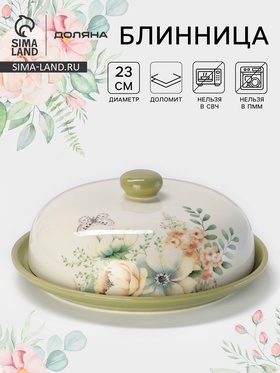 SIMA
LAND
ДОЛЯНА
SIMA-LAND.RU
БЛИННИЦА
23
СМ
ДИАМЕТР
ДОЛОМИТ
НЕЛЬЗЯ
В СВЧ
НЕЛЬЗЯ
В ПММ